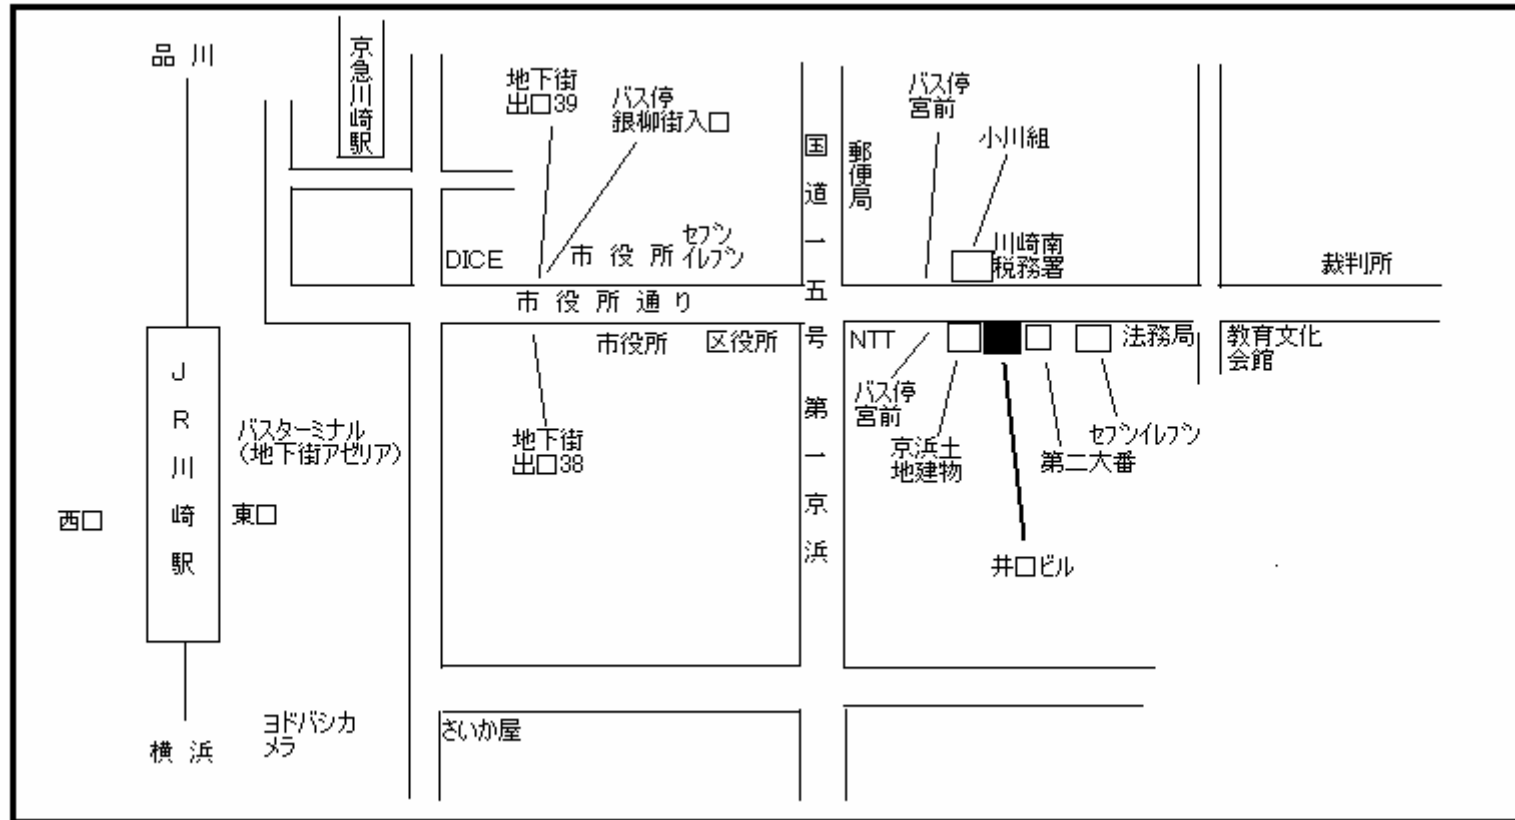 品川
京急川崎駅
地下街
出口39
バス停
銀柳街入口
バス停
宮前
小川組
郵便局
国道一五号第一京浜
DICE
市役所
セブン
イレブン
川崎南
税務署
裁判所
市役所通り
市役所
区役所
NTT
法務局
教育文化
会館
JR川崎駅
バスターミナル
(地下街アゼリア)
地下街
出口38
バス停
宮前
京浜土
地建物
第二大番
セブンイレブン
西口
東口
井口ビル
横浜
ヨドバシカ
メラ
さいか屋